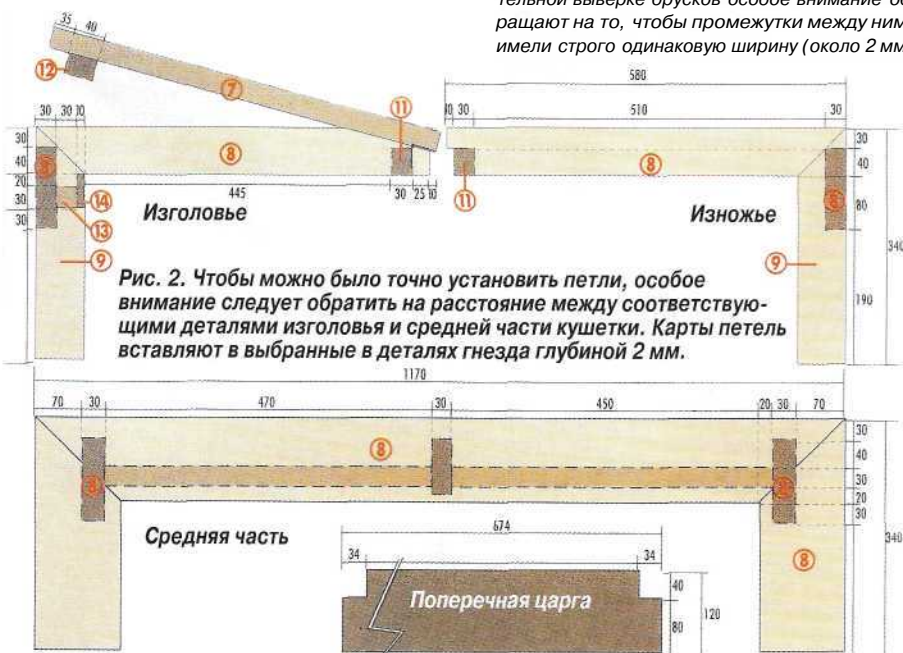 тельной выверке брусков особое внимание об
ращают на то, чтобы промежутки между ним
имели строго одинаковую ширину (около 2 мм
35 40
12
7
11
30 30 10
30
40
20
30
30
8
8
14
13
9
445
30 25 10
Изголовье
580
10 30 510 30
11
8
8
9
30
40
80
190
340
Изножье
Рис. 2. Чтобы можно было точно установить петли, особое
внимание следует обратить на расстояние между соответствую-
щими деталями изголовья и средней части кушетки. Карты петель
вставляют в выбранные в деталях гнезда глубиной 2 мм.
1170
70 30 470 30 450 20 30 70
8
8
8
8
30
40
30
20
30
340
Средняя часть
674
34 34
40
80
120
Поперечная царга